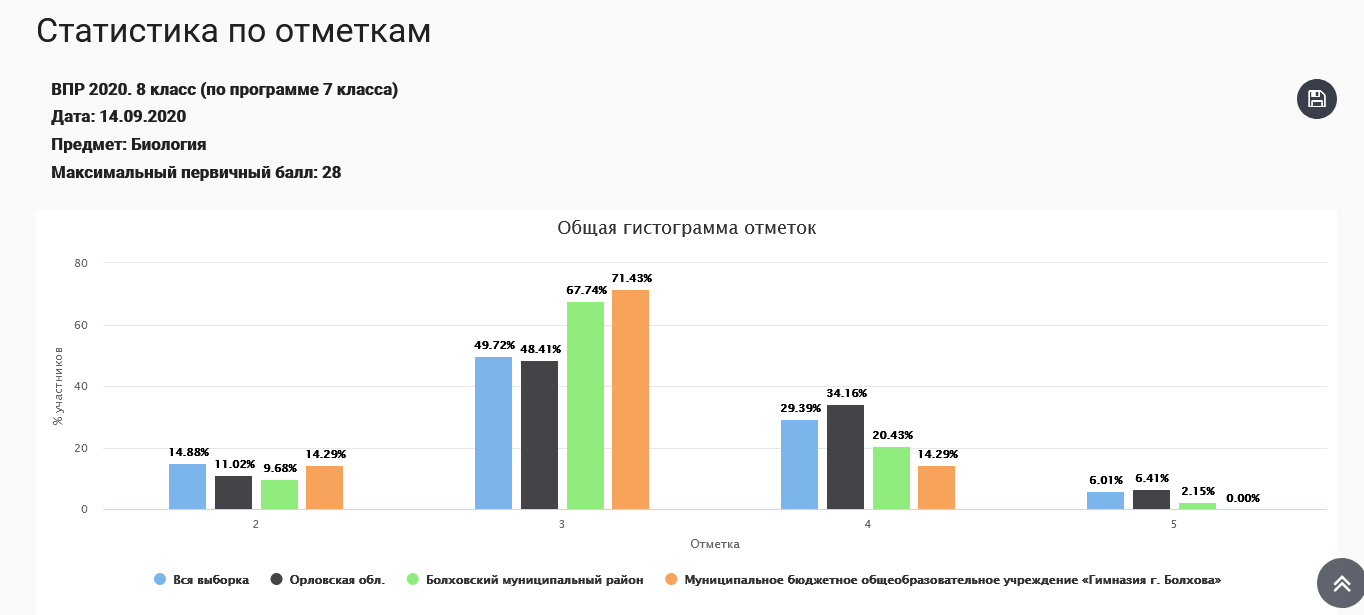 Статистика по отметкам
ВПР 2020. 8 класс (по программе 7 класса)
Дата: 14.09.2020
Предмет: Биология
Максимальный первичный балл: 28
Общая гистограмма отметок
% участников
80
60
40
20
0
14.88% 11.02% 9.68% 14.29%
49.72% 48.41% 67.74% 71.43%
29.39% 34.16% 20.43% 14.29%
6.01% 6.41% 2.15% 0.00%
2 3 4 5
Отметка
Вся выборка Орловская обл. Болховский муниципальный район Муниципальное бюджетное общеобразовательное учреждение «Гимназия г. Болхова»